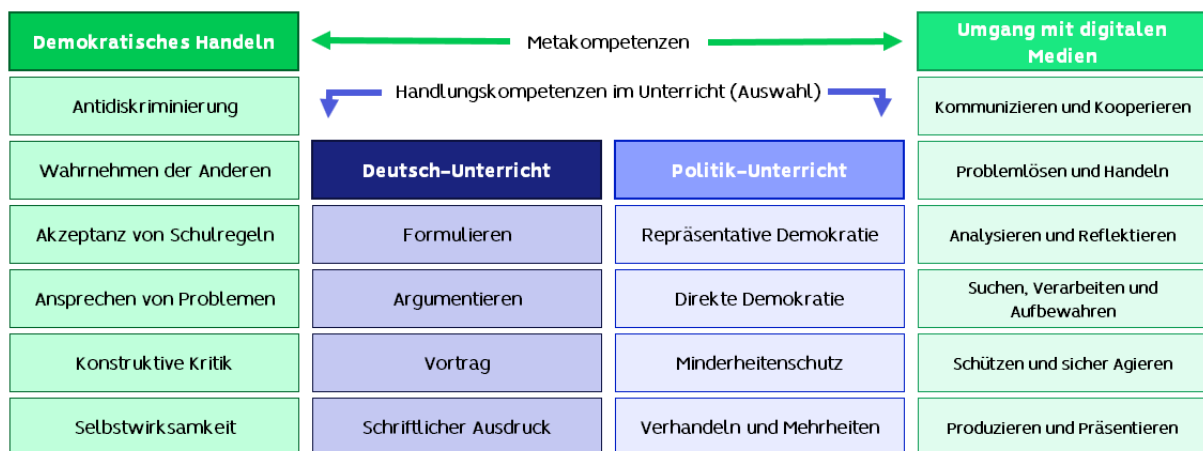 Demokratisches Handeln
Metakompetenzen
Umgang mit digitalen
Medien
Antidiskriminierung
Handlungskompetenzen im Unterricht (Auswahl)
Kommunizieren und Kooperieren
Wahrnehmen der Anderen
Deutsch-Unterricht
Politik-Unterricht
Problemlösen und Handeln
Akzeptanz von Schulregeln
Formulieren
Repräsentative Demokratie
Analysieren und Reflektieren
Ansprechen von Problemen
Argumentieren
Direkte Demokratie
Suchen, Verarbeiten und
Aufbewahren
Konstruktive Kritik
Vortrag
Minderheitenschutz
Schützen und sicher Agieren
Selbstwirksamkeit
Schriftlicher Ausdruck
Verhandeln und Mehrheiten
Produzieren und Präsentieren